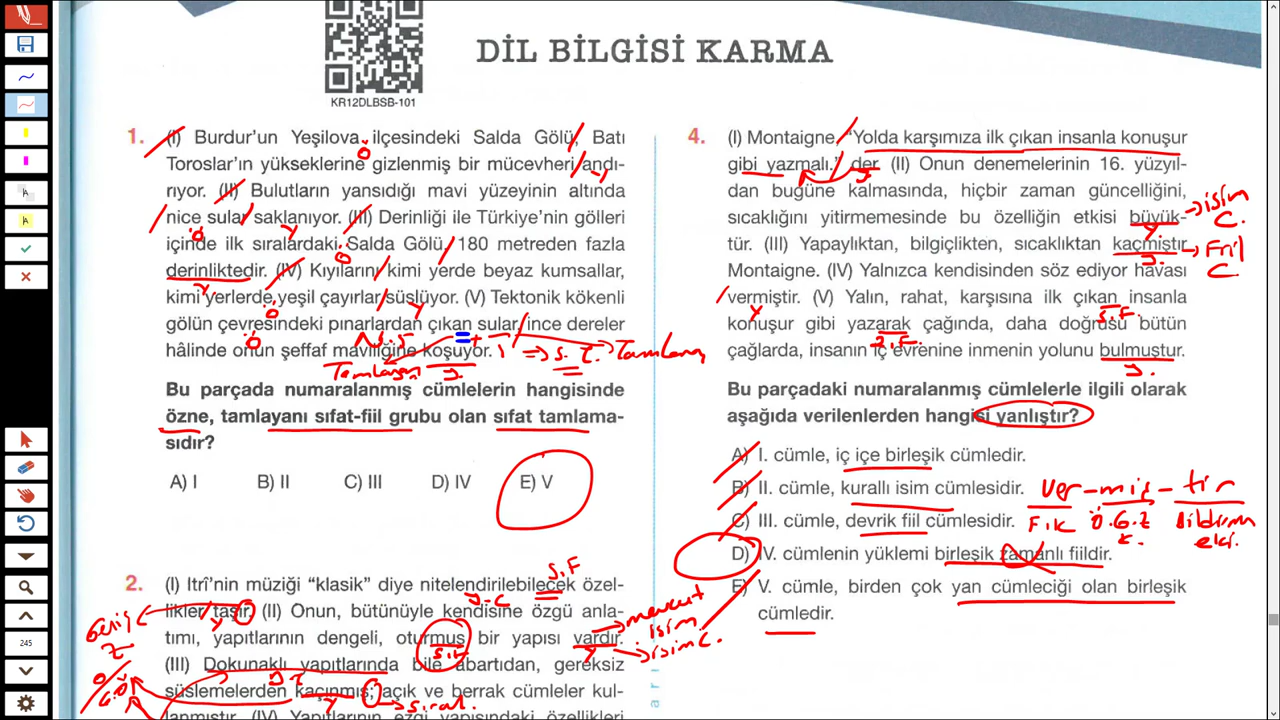 DİL BİLGİSİ KARMA
KR12DLBSB-101
1. (I) Burdur'un Yeşilova ilçesindeki Salda Gölü, Batı
Toroslar'ın yükseklerine gizlenmiş bir mücevheri andı-
rıyor. (II) Bulutların yansıdığı mavi yüzeyinin altında
nice sular saklanıyor. (III) Derinliği ile Türkiye'nin gölleri
içinde ilk sıralardaki Salda Gölü, 180 metreden fazla
derinliktedir. (IV) Kıyıların kimi yerde beyaz kumsallar,
kimi yerlerde yeşil çayırlar süslüyor. (V) Tektonik kökenli
gölün çevresindeki pınarlardan çıkan sular, ince dereler
hâlinde onun şeffaf maviliğine koşuyor.
Tamlayan
S.T.
Tamlanan
Bu parçada numaralanmış cümlelerin hangisinde
özne, tamlayanı sıfat-fiil grubu olan sıfat tamlama-
sıdır?
A) I B) II C) III D) IV E) V
2. (I) Itrî'nin müziği “klasik” diye nitelendirilebilecek özel-
S.F
likler taşır. (II) Onun, bütünüyle kendisine özgü anla-
y.c
tımı, yapıtlarının dengeli, oturmuş bir yapısı vardır.
(III) Dokunaklı yapıtlarında bile abartıdan, gereksiz
süslemelerden kaçınmış; açık ve berrak cümleler kul-
lanmıştır. (IV) Yapıtlarının ezgi yapısındaki özellikleri
Geniş
Z
mevcut
isim
isim C.
sıralı
4. (I) Montaigne, “Yolda karşımıza ilk çıkan insanla konuşur
gibi yazmalı.” der. (II) Onun denemelerinin 16. yüzyıl-
dan bugüne kalmasında, hiçbir zaman güncelliğini,
sıcaklığını yitirmemesinde bu özelliğin etkisi büyük-
tür. (III) Yapaylıktan, bilgiçlikten, sıcaklıktan kaçmıştır
Montaigne. (IV) Yalnızca kendisinden söz ediyor havası
vermiştir. (V) Yalın, rahat, karşısına ilk çıkan insanla
konuşur gibi yazarak çağında, daha doğrusu bütün
çağlarda, insanın iç evrenine inmenin yolunu bulmuştur.
isim
C.
Fiil
C.
S.F.
Z.F.
Bu parçadaki numaralanmış cümlelerle ilgili olarak
aşağıda verilenlerden hangisi yanlıştır?
A) I. cümle, iç içe birleşik cümledir.
B) II. cümle, kurallı isim cümlesidir.
C) III. cümle, devrik fiil cümlesidir.
D) IV. cümlenin yüklemi birleşik zamanlı fiildir.
E) V. cümle, birden çok yan cümleciği olan birleşik
cümledir.
ver-miş-tir
F.K Ö.G.Z Bildirme
k. eki.
245